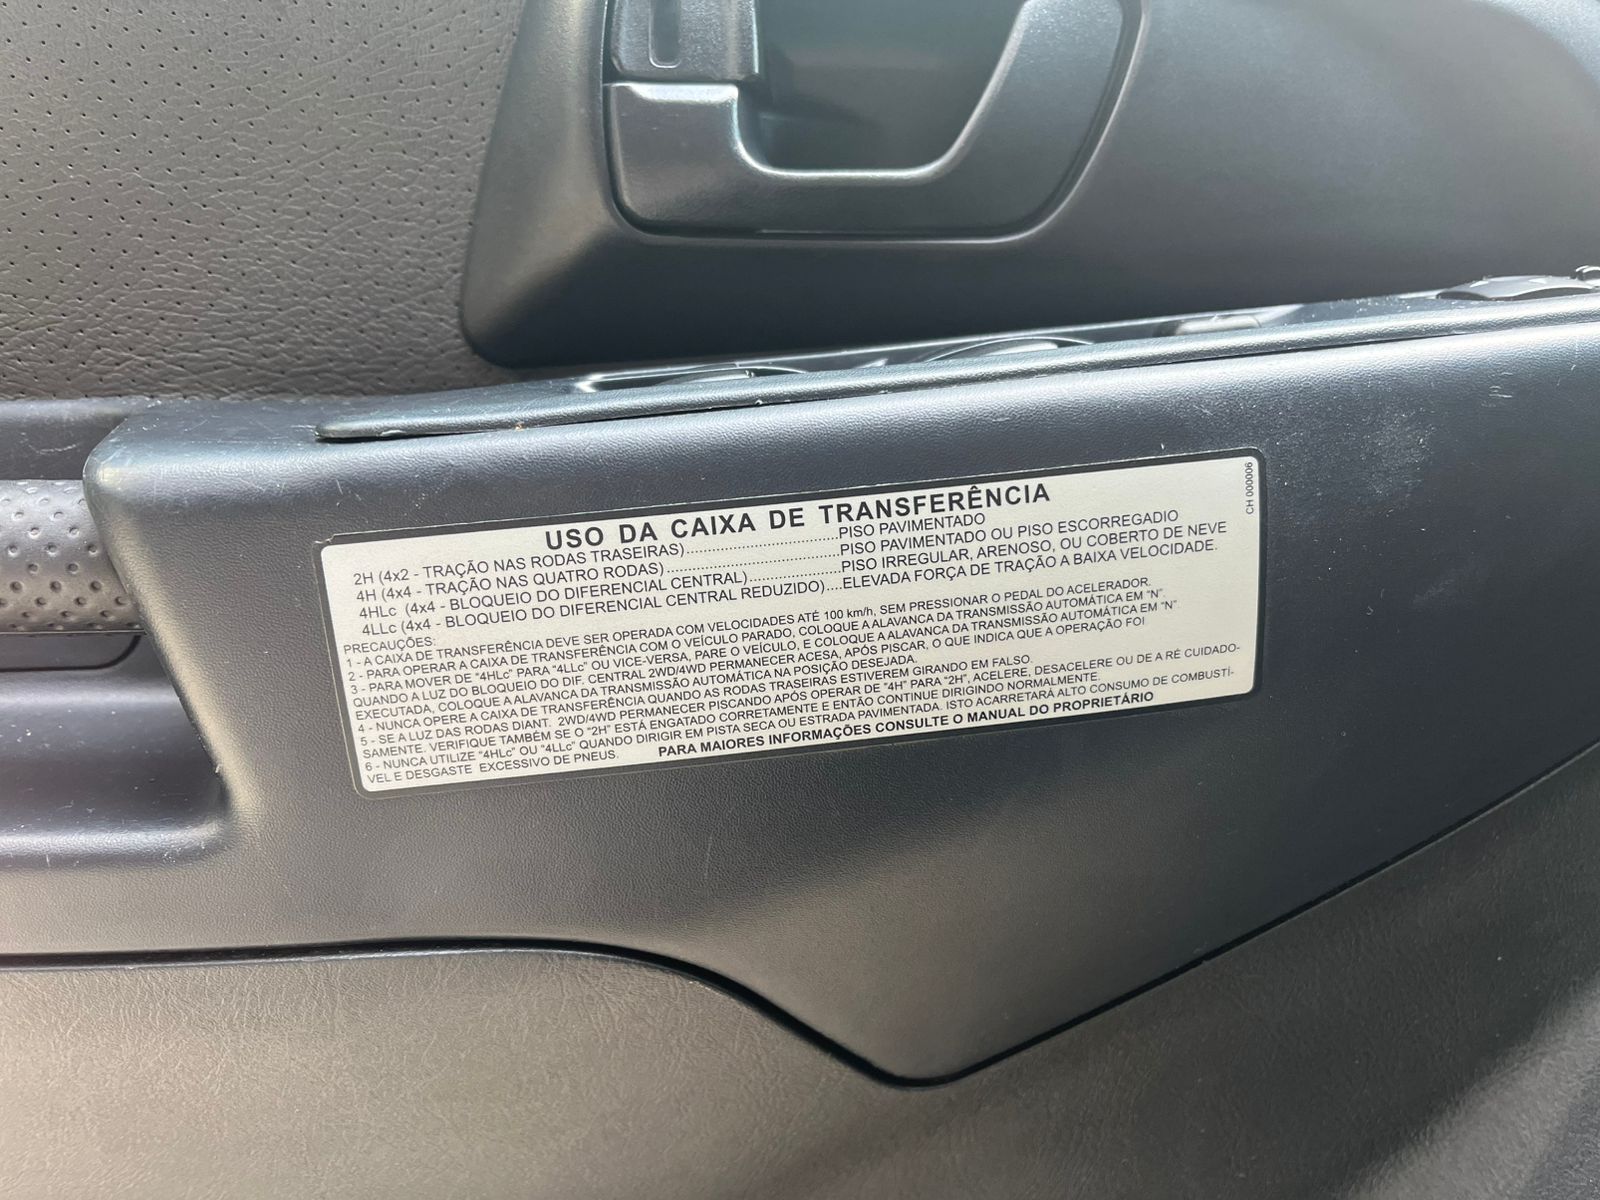 USO DA CAIXA DE TRANSFERÊNCIA
2H (4x2 - TRAÇÃO NAS RODAS TRASEIRAS)..............................PISO PAVIMENTADO
4H (4x4 - TRAÇÃO NAS QUATRO RODAS)..................................PISO PAVIMENTADO OU PISO ESCORREGADIO
4HLc (4x4 - BLOQUEIO DO DIFERENCIAL CENTRAL)..................PISO IRREGULAR, ARENOSO, OU COBERTO DE NEVE
4LLc (4x4 - BLOQUEIO DO DIFERENCIAL CENTRAL REDUZIDO)....ELEVADA FORÇA DE TRAÇÃO A BAIXA VELOCIDADE.
PRECAUÇÕES:
1 - A CAIXA DE TRANSFERÊNCIA DEVE SER OPERADA COM VELOCIDADES ATÉ 100 km/h, SEM PRESSIONAR O PEDAL DO ACELERADOR.
2 - PARA OPERAR A CAIXA DE TRANSFERÊNCIA COM O VEÍCULO PARADO, COLOQUE A ALAVANCA DA TRANSMISSÃO AUTOMÁTICA EM "N".
3 - PARA MOVER DE "4HLc" PARA "4LLc" OU VICE-VERSA, PARE O VEÍCULO, E COLOQUE A ALAVANCA DA TRANSMISSÃO AUTOMÁTICA EM "N"
QUANDO A LUZ DO BLOQUEIO DO DIF. CENTRAL 2WD/4WD PERMANECER ACESA, APÓS PISCAR, O QUE INDICA QUE A OPERAÇÃO FOI
EXECUTADA, COLOQUE A ALAVANCA DA TRANSMISSÃO AUTOMÁTICA NA POSIÇÃO DESEJADA.
4 - NUNCA OPERE A CAIXA DE TRANSFERÊNCIA QUANDO AS RODAS TRASEIRAS ESTIVEREM GIRANDO EM FALSO.
5 - SE A LUZ DAS RODAS DIANT. 2WD/4WD PERMANECER PISCANDO APÓS OPERAR DE "4H" PARA "2H", ACELERE, DESACELERE OU DE A RÉ CUIDADO-
SAMENTE. VERIFIQUE TAMBÉM SE O "2H" ESTÁ ENGATADO CORRETAMENTE E ENTÃO CONTINUE DIRIGINDO NORMALMENTE.
6 - NUNCA UTILIZE "4HLc" OU "4LLc" QUANDO DIRIGIR EM PISTA SECA OU ESTRADA PAVIMENTADA. ISTO ACARRETARÁ ALTO CONSUMO DE COMBUSTÍ-
VEL E DESGASTE EXCESSIVO DE PNEUS. PARA MAIORES INFORMAÇÕES CONSULTE O MANUAL DO PROPRIETÁRIO
CH 000006